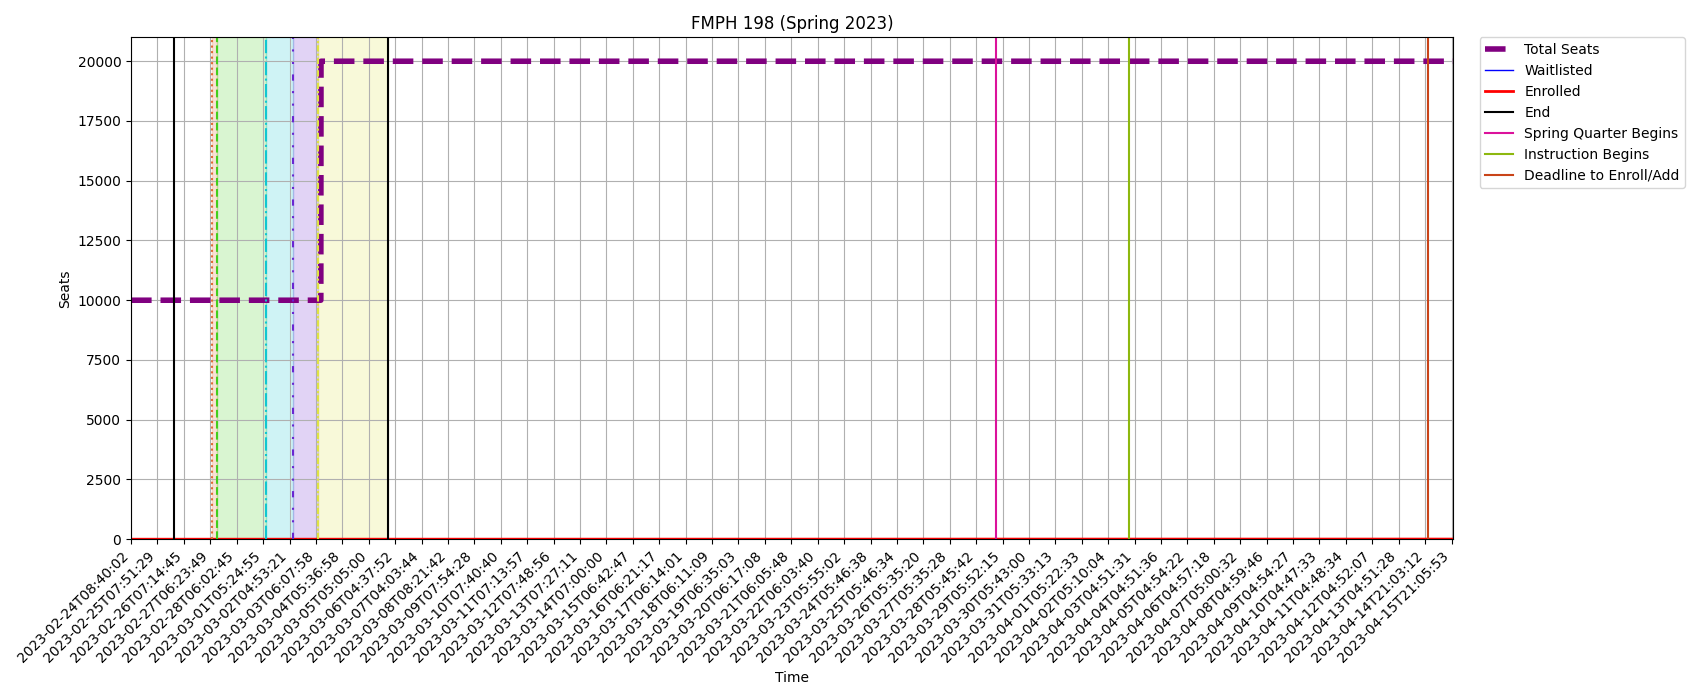 FMPH 198 (Spring 2023)
Seats
20000
17500
15000
12500
10000
7500
5000
2500
0
Total Seats
Waitlisted
Enrolled
End
Spring Quarter Begins
Instruction Begins
Deadline to Enroll/Add
2023-02-24T08:40:02
2023-02-25T07:51:29
2023-02-26T07:14:45
2023-02-27T06:23:49
2023-02-28T06:02:45
2023-03-01T05:24:55
2023-03-02T04:53:21
2023-03-03T06:07:58
2023-03-04T05:36:58
2023-03-05T05:05:00
2023-03-06T04:37:52
2023-03-07T04:03:44
2023-03-08T08:21:42
2023-03-09T07:54:28
2023-03-10T07:40:40
2023-03-11T07:13:57
2023-03-12T07:48:56
2023-03-13T07:27:11
2023-03-14T07:00:00
2023-03-15T06:42:47
2023-03-16T06:21:17
2023-03-17T06:14:01
2023-03-18T06:11:09
2023-03-19T06:35:03
2023-03-20T06:17:08
2023-03-21T06:05:48
2023-03-22T06:03:40
2023-03-23T05:55:02
2023-03-24T05:46:38
2023-03-25T05:46:34
2023-03-26T05:35:20
2023-03-27T05:35:28
2023-03-28T05:45:42
2023-03-29T05:52:15
2023-03-30T05:43:00
2023-03-31T05:33:13
2023-04-01T05:22:33
2023-04-02T05:10:04
2023-04-03T04:51:31
2023-04-04T04:51:36
2023-04-05T04:54:22
2023-04-06T04:57:18
2023-04-07T05:00:32
2023-04-08T04:59:46
2023-04-09T04:54:27
2023-04-10T04:47:33
2023-04-11T04:48:34
2023-04-12T04:52:07
2023-04-13T04:51:28
2023-04-14T21:03:12
2023-04-15T21:05:53
Time